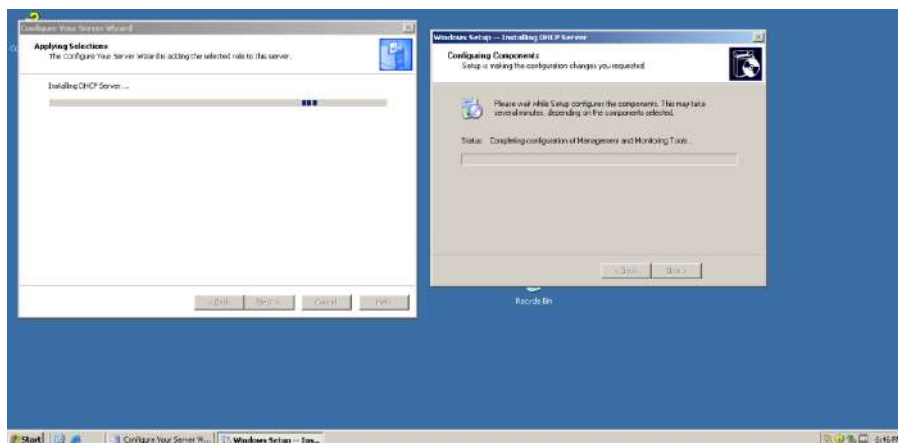 Configure Your Server Wizard
Applying Selections
The Configure Your Server Wizard is adding the selected role to this server.
Installing DHCP Server...
< Back
Next >
Cancel
Help
Windows Setup -- Installing DHCP Server
Configuring Components
Setup is making the configuration changes you requested.
Please wait while Setup configures the components. This may take
several minutes, depending on the components selected.
Status: Completing configuration of Management and Monitoring Tools...
< Back
Next >
Recycle Bin
Start
Configure Your Server W...
Windows Setup -- Ins...